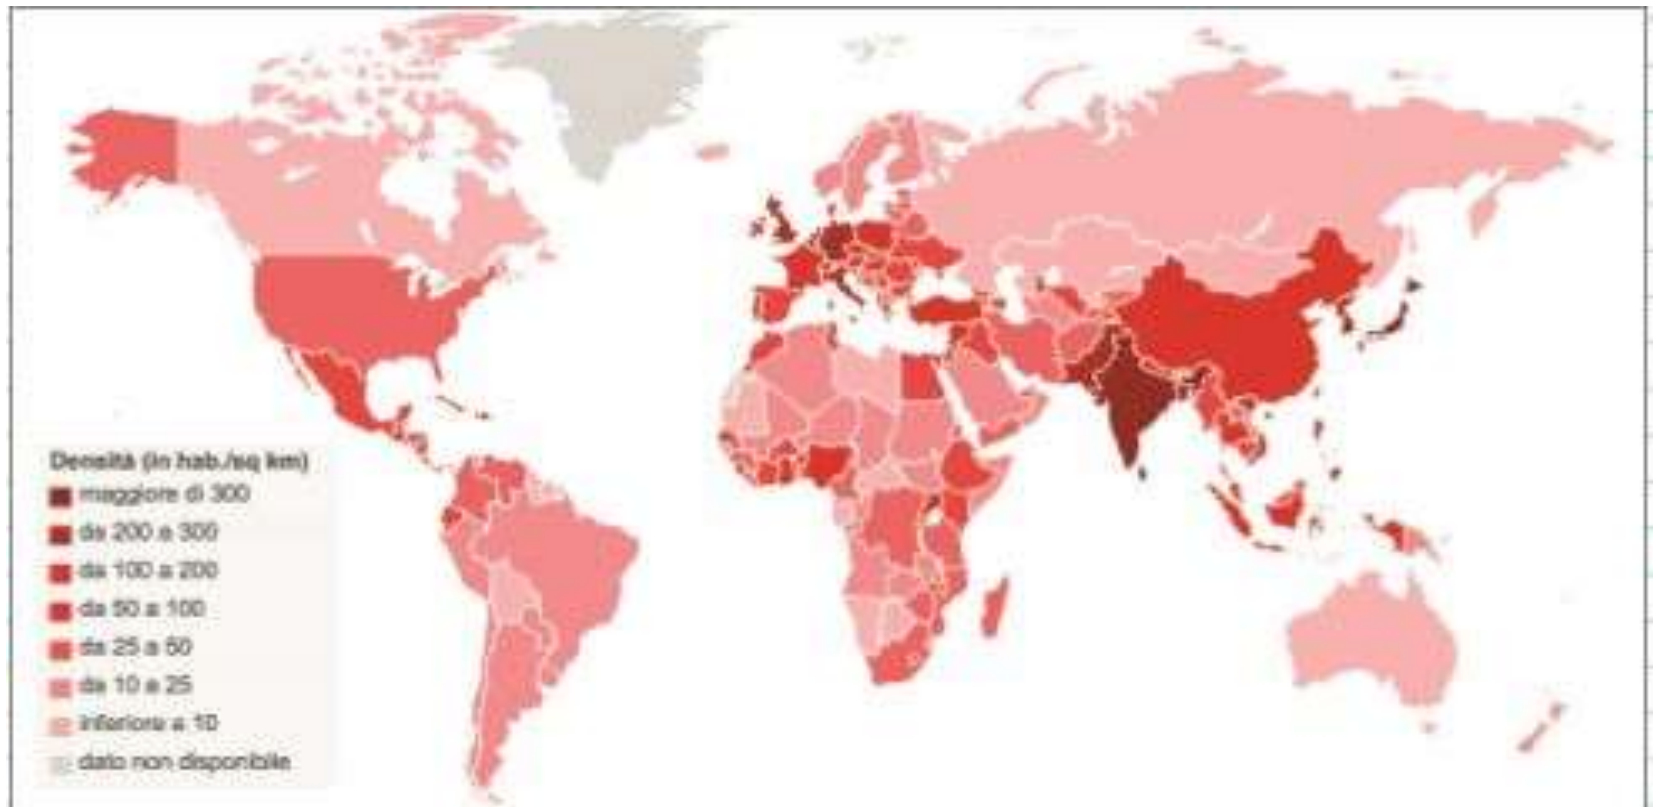 Densità (in hab./sq km)
maggiore di 300
da 200 a 300
da 100 a 200
da 50 a 100
da 25 a 50
da 10 a 25
inferiore a 10
dato non disponibile